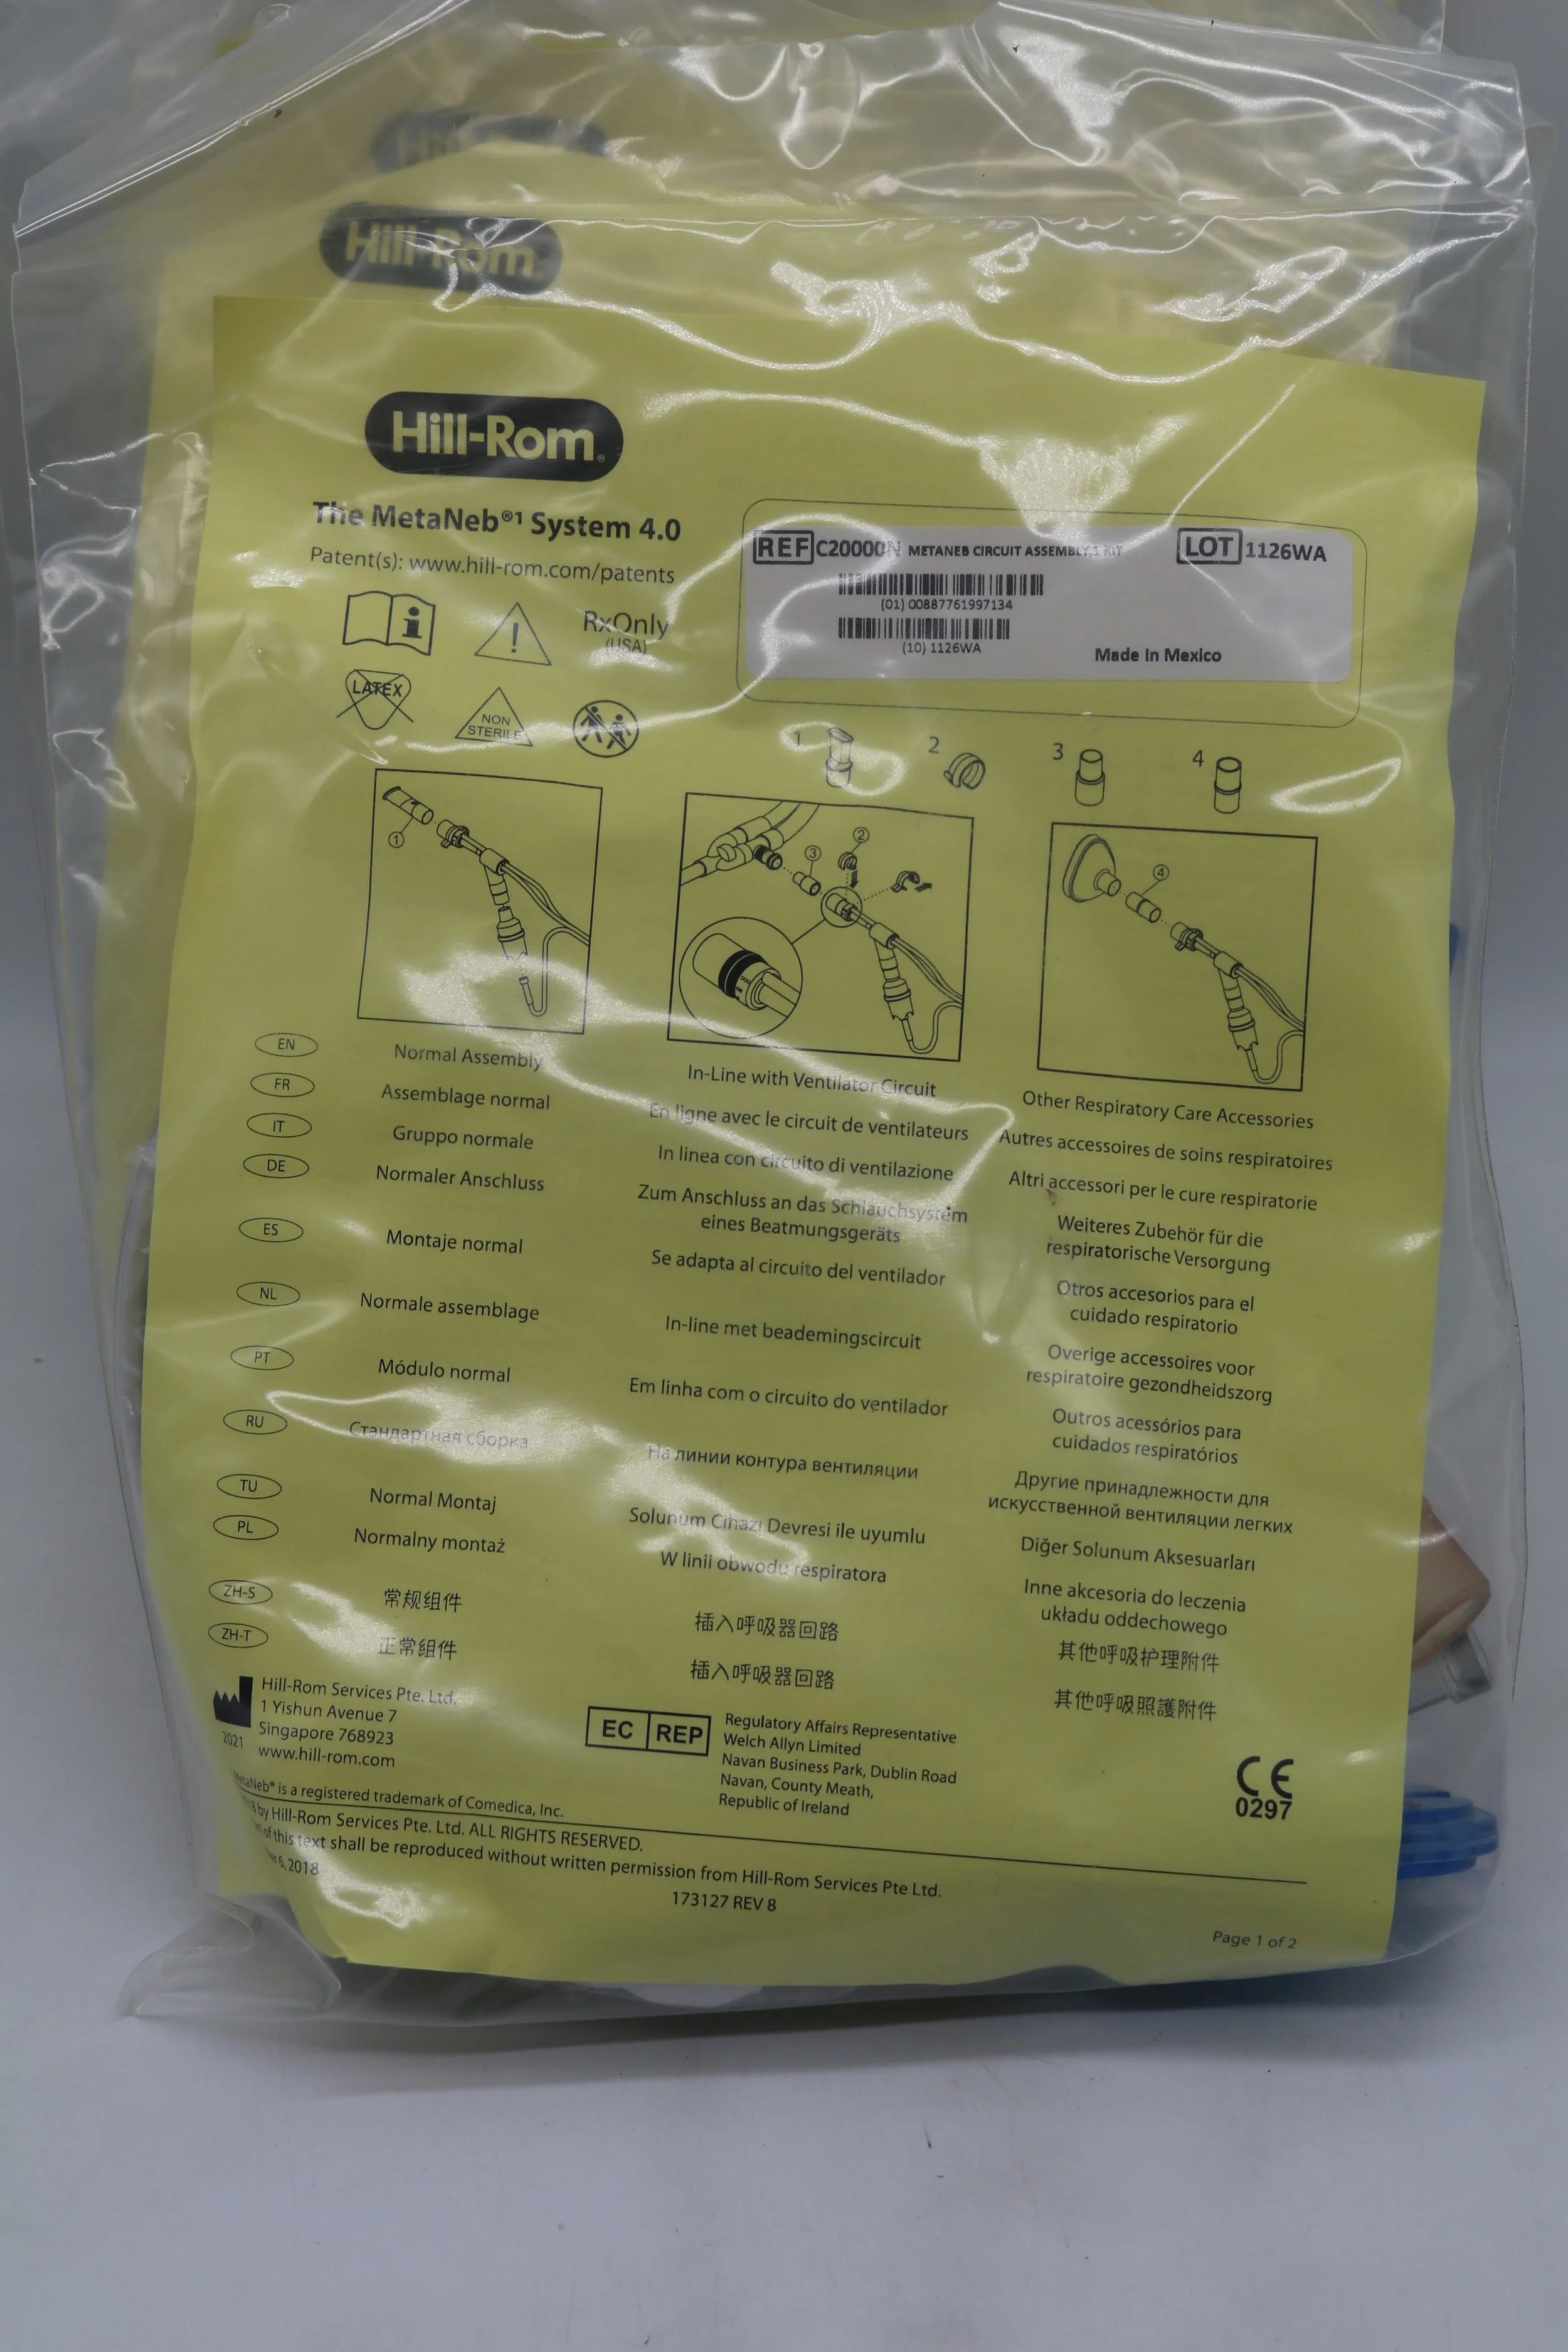 Hill-Rom
Hill-Rom
The MetaNeb®¹ System 4.0
Patent(s): www.hill-rom.com/patents
RxOnly
(USA)
LATEX
NON
STERILE
REF C20000N METANEB CIRCUIT ASSEMBLY,1 KIT LOT 1126WA
(01) 00887761997134
(10) 1126WA
Made In Mexico
1 2 3 4
1
3 2
4
EN Normal Assembly In-Line with Ventilator Circuit Other Respiratory Care Accessories
FR Assemblage normal En ligne avec le circuit de ventilateurs Autres accessoires de soins respiratoires
IT Gruppo normale In linea con circuito di ventilazione Altri accessori per le cure respiratorie
DE Normaler Anschluss Zum Anschluss an das Schlauchsystem Weiteres Zubehör für die
eines Beatmungsgeräts respiratorische Versorgung
ES Montaje normal Se adapta al circuito del ventilador Otros accesorios para el
cuidado respiratorio
NL Normale assemblage In-line met beademingscircuit Overige accessoires voor
respiratoire gezondheidszorg
PT Módulo normal Em linha com o circuito do ventilador Outros acessórios para
cuidados respiratórios
RU Стандартная сборка На линии контура вентиляции Другие принадлежности для
искусственной вентиляции легких
TU Normal Montaj Solunum Cihazı Devresi ile uyumlu Diğer Solunum Aksesuarları
PL Normalny montaż W linii obwodu respiratora Inne akcesoria do leczenia
układu oddechowego
ZH-S 常规组件 插入呼吸器回路 其他呼吸护理附件
ZH-T 正常組件 插入呼吸器回路 其他呼吸照護附件
2021
Hill-Rom Services Pte. Ltd.
1 Yishun Avenue 7
Singapore 768923
www.hill-rom.com
EC REP
Regulatory Affairs Representative
Welch Allyn Limited
Navan Business Park, Dublin Road
Navan, County Meath,
Republic of Ireland
CE
0297
MetaNeb® is a registered trademark of Comedica, Inc.
by Hill-Rom Services Pte. Ltd. ALL RIGHTS RESERVED.
of this text shall be reproduced without written permission from Hill-Rom Services Pte Ltd.
6, 2018
173127 REV 8
Page 1 of 2